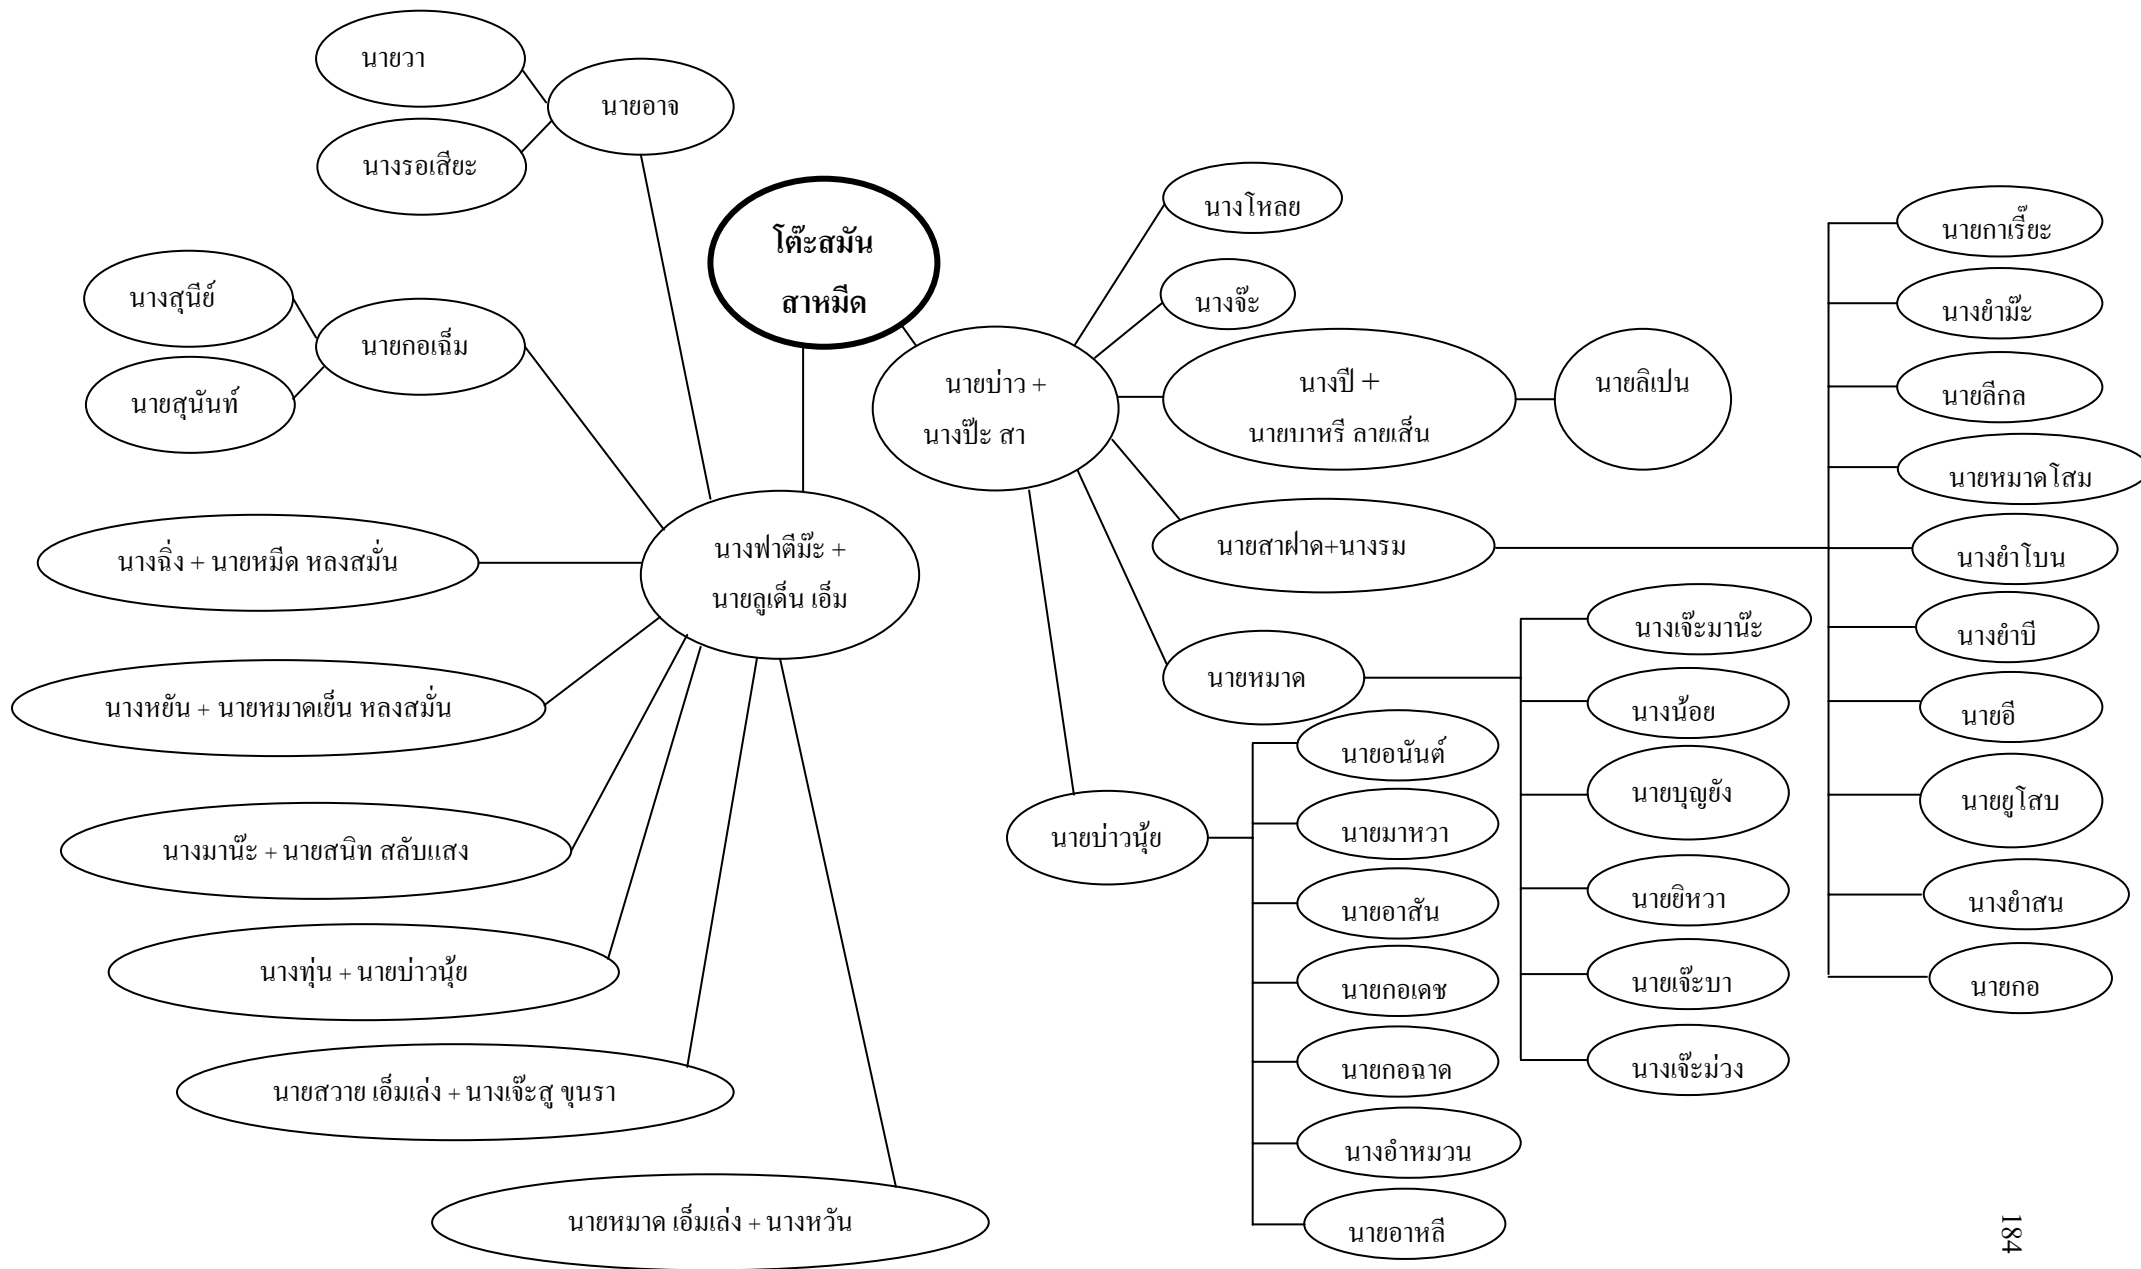 นายวา
นายอาจ
นางรอเสียะ
โต๊ะสมัน
สาหมีด
นางสุนีย์
นายกอเฉ็ม
นายสุนันท์
นางฟาตีม๊ะ +
นายลูเด็น เอ็ม
นางฉิ่ง + นายหมีด หลงสมั่น
นางหยัน + นายหมาดเย็น หลงสมั่น
นางมาน๊ะ + นายสนิท สลับแสง
นางทุ่น + นายบ่าวนุ้ย
นายสวาย เอ็มเล่ง + นางเจ๊ะสู ขุนรา
นายหมาด เอ็มเล่ง + นางหวัน
นายบ่าว +
นางป๊ะ สา
นางโหลย
นางจ๊ะ
นางปี +
นายบาหรี ลายเส็น
นายลิเปน
นายสาฝาด+นางรม
นายหมาด
นายบ่าวนุ้ย
นายอนันต์
นายมาหวา
นายอาสัน
นายกอเดช
นายกอฉาด
นางอำหมวน
นายอาหลี
นางเจ๊ะมาน๊ะ
นางน้อย
นายบุญยัง
นายยิหวา
นายเจ๊ะบา
นางเจ๊ะม่วง
นายกาเรี๊ยะ
นางยำม๊ะ
นายลีกล
นายหมาดโสม
นางยำโบน
นางยำบี
นายอี
นายยูโสบ
นางยำสน
นายกอ
184